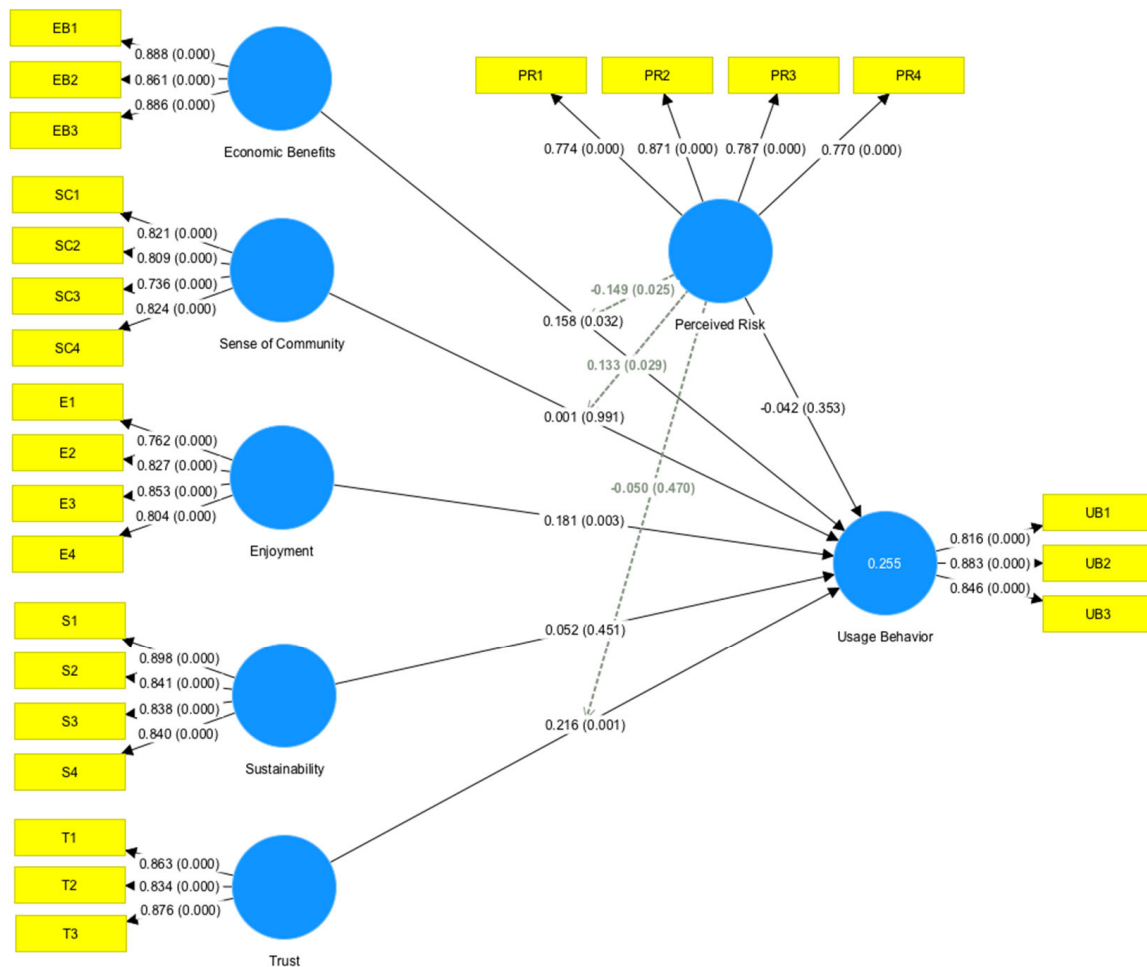 EB1
EB2
EB3
0.888 (0.000)
0.861 (0.000)
0.886 (0.000)
Economic Benefits
PR1
PR2
PR3
PR4
0.774 (0.000)
0.871 (0.000)
0.787 (0.000)
0.770 (0.000)
Perceived Risk
SC1
SC2
SC3
SC4
0.821 (0.000)
0.809 (0.000)
0.736 (0.000)
0.824 (0.000)
Sense of Community
-0.149 (0.025)
0.158 (0.032)
0.133 (0.029)
0.001 (0.991)
-0.042 (0.353)
E1
E2
E3
E4
0.762 (0.000)
0.827 (0.000)
0.853 (0.000)
0.804 (0.000)
Enjoyment
-0.050 (0.470)
0.181 (0.003)
0.255
Usage Behavior
0.816 (0.000)
0.883 (0.000)
0.846 (0.000)
UB1
UB2
UB3
S1
S2
S3
S4
0.898 (0.000)
0.841 (0.000)
0.838 (0.000)
0.840 (0.000)
Sustainability
0.052 (0.451)
0.216 (0.001)
T1
T2
T3
0.863 (0.000)
0.834 (0.000)
0.876 (0.000)
Trust